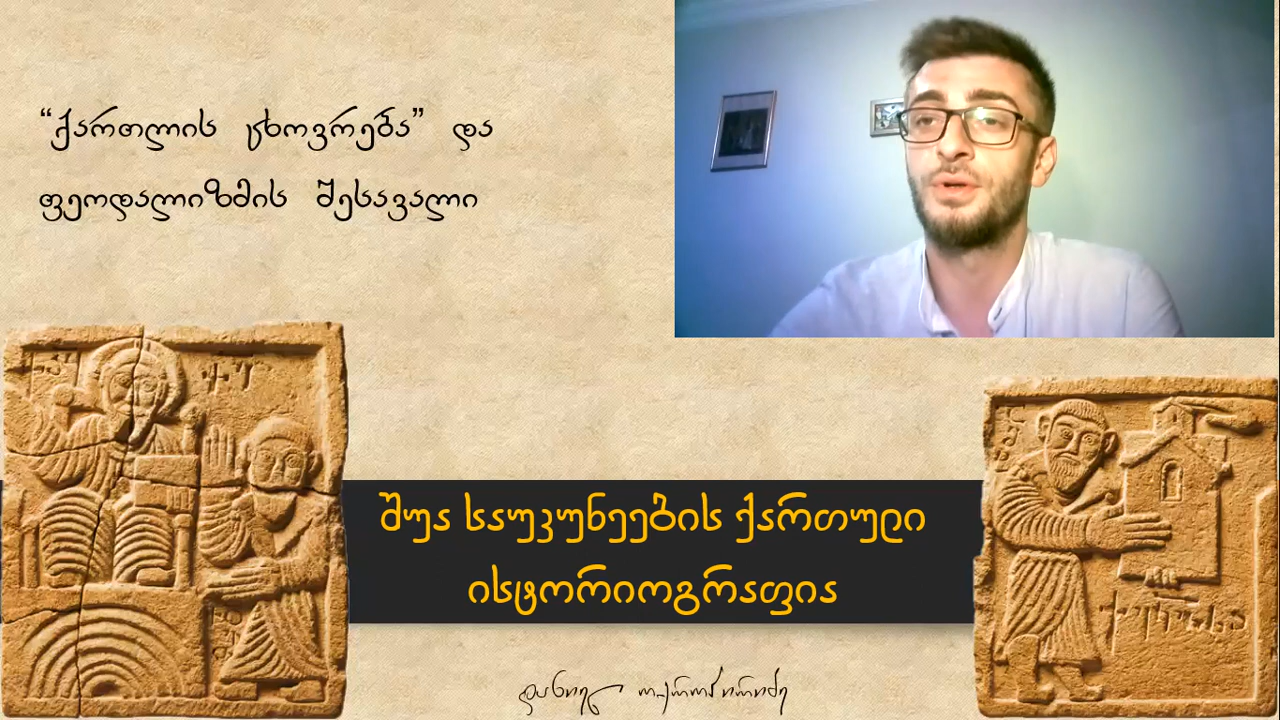 “ქართლის ცხოვრება” და
ფეოდალიზმის შესავალი
შუა საუკუნეების ქართული
ისტორიოგრაფია